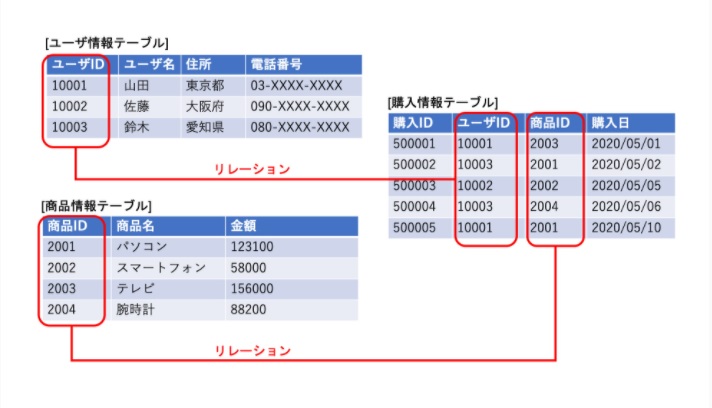 [ユーザ情報テーブル]
ユーザID ユーザ名 住所 電話番号
10001 山田 東京都 03-XXXX-XXXX
10002 佐藤 大阪府 090-XXXX-XXXX
10003 鈴木 愛知県 080-XXXX-XXXX
リレーション
[購入情報テーブル]
購入ID ユーザID 商品ID 購入日
500001 10001 2003 2020/05/01
500002 10003 2001 2020/05/02
500003 10002 2002 2020/05/05
500004 10003 2004 2020/05/06
500005 10001 2001 2020/05/10
[商品情報テーブル]
商品ID 商品名 金額
2001 パソコン 123100
2002 スマートフォン 58000
2003 テレビ 156000
2004 腕時計 88200
リレーション